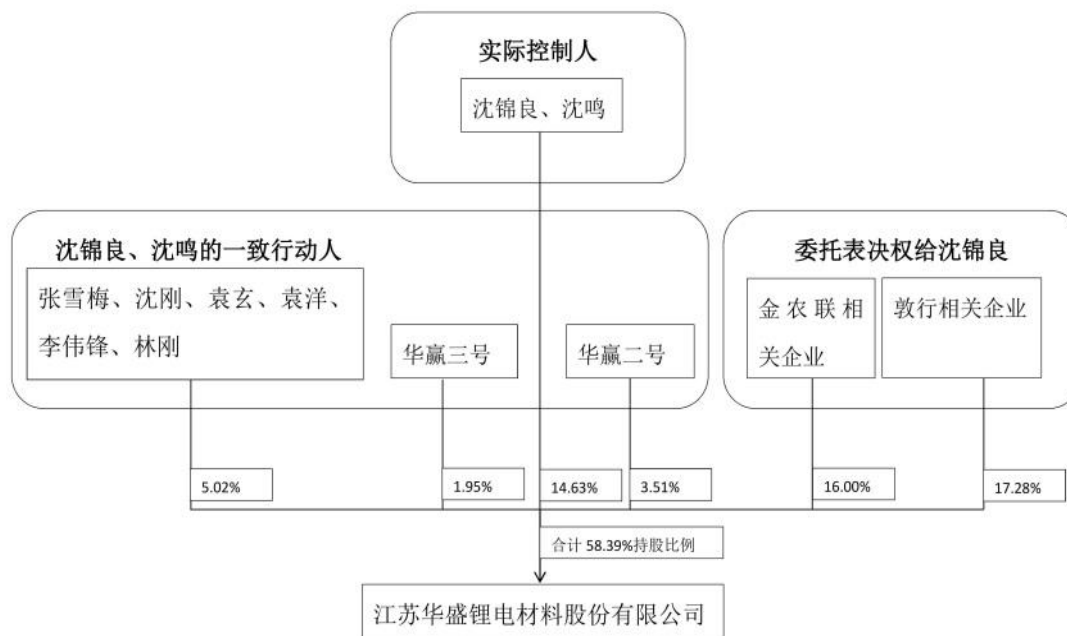 实际控制人
沈锦良、沈鸣
沈锦良、沈鸣的一致行动人
张雪梅、沈刚、袁玄、袁洋、
李伟锋、林刚
华赢三号
华赢二号
委托表决权给沈锦良
金农联相
关企业
敦行相关企业
5.02%
1.95%
14.63%
3.51%
16.00%
17.28%
合计 58.39%持股比例
江苏华盛锂电材料股份有限公司